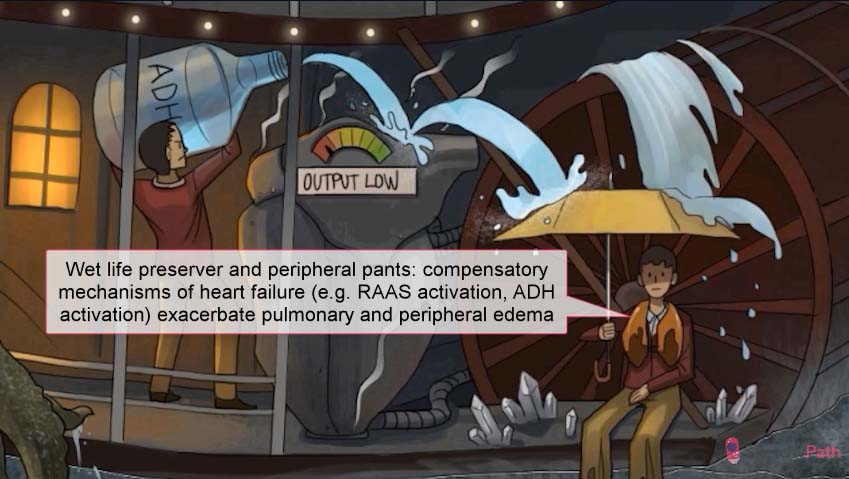 ADH
OUTPUT LOW
Wet life preserver and peripheral pants: compensatory
mechanisms of heart failure (e.g. RAAS activation, ADH
activation) exacerbate pulmonary and peripheral edema
Path